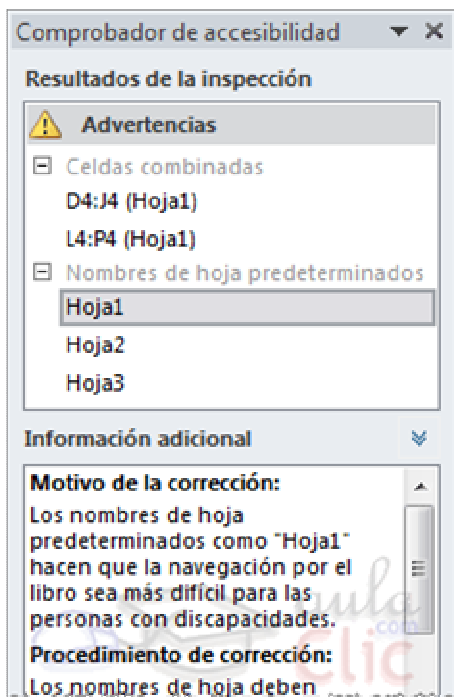 Comprobador de accesibilidad
Resultados de la inspección
Advertencias
Celdas combinadas
D4:J4 (Hoja1)
L4:P4 (Hoja1)
Nombres de hoja predeterminados
Hoja1
Hoja2
Hoja3
Información adicional
Motivo de la corrección:
Los nombres de hoja
predeterminados como "Hoja1"
hacen que la navegación por el
libro sea más difícil para las
personas con discapacidades.
aula
.com
Clic
Procedimiento de corrección:
Los nombres de hoja deben